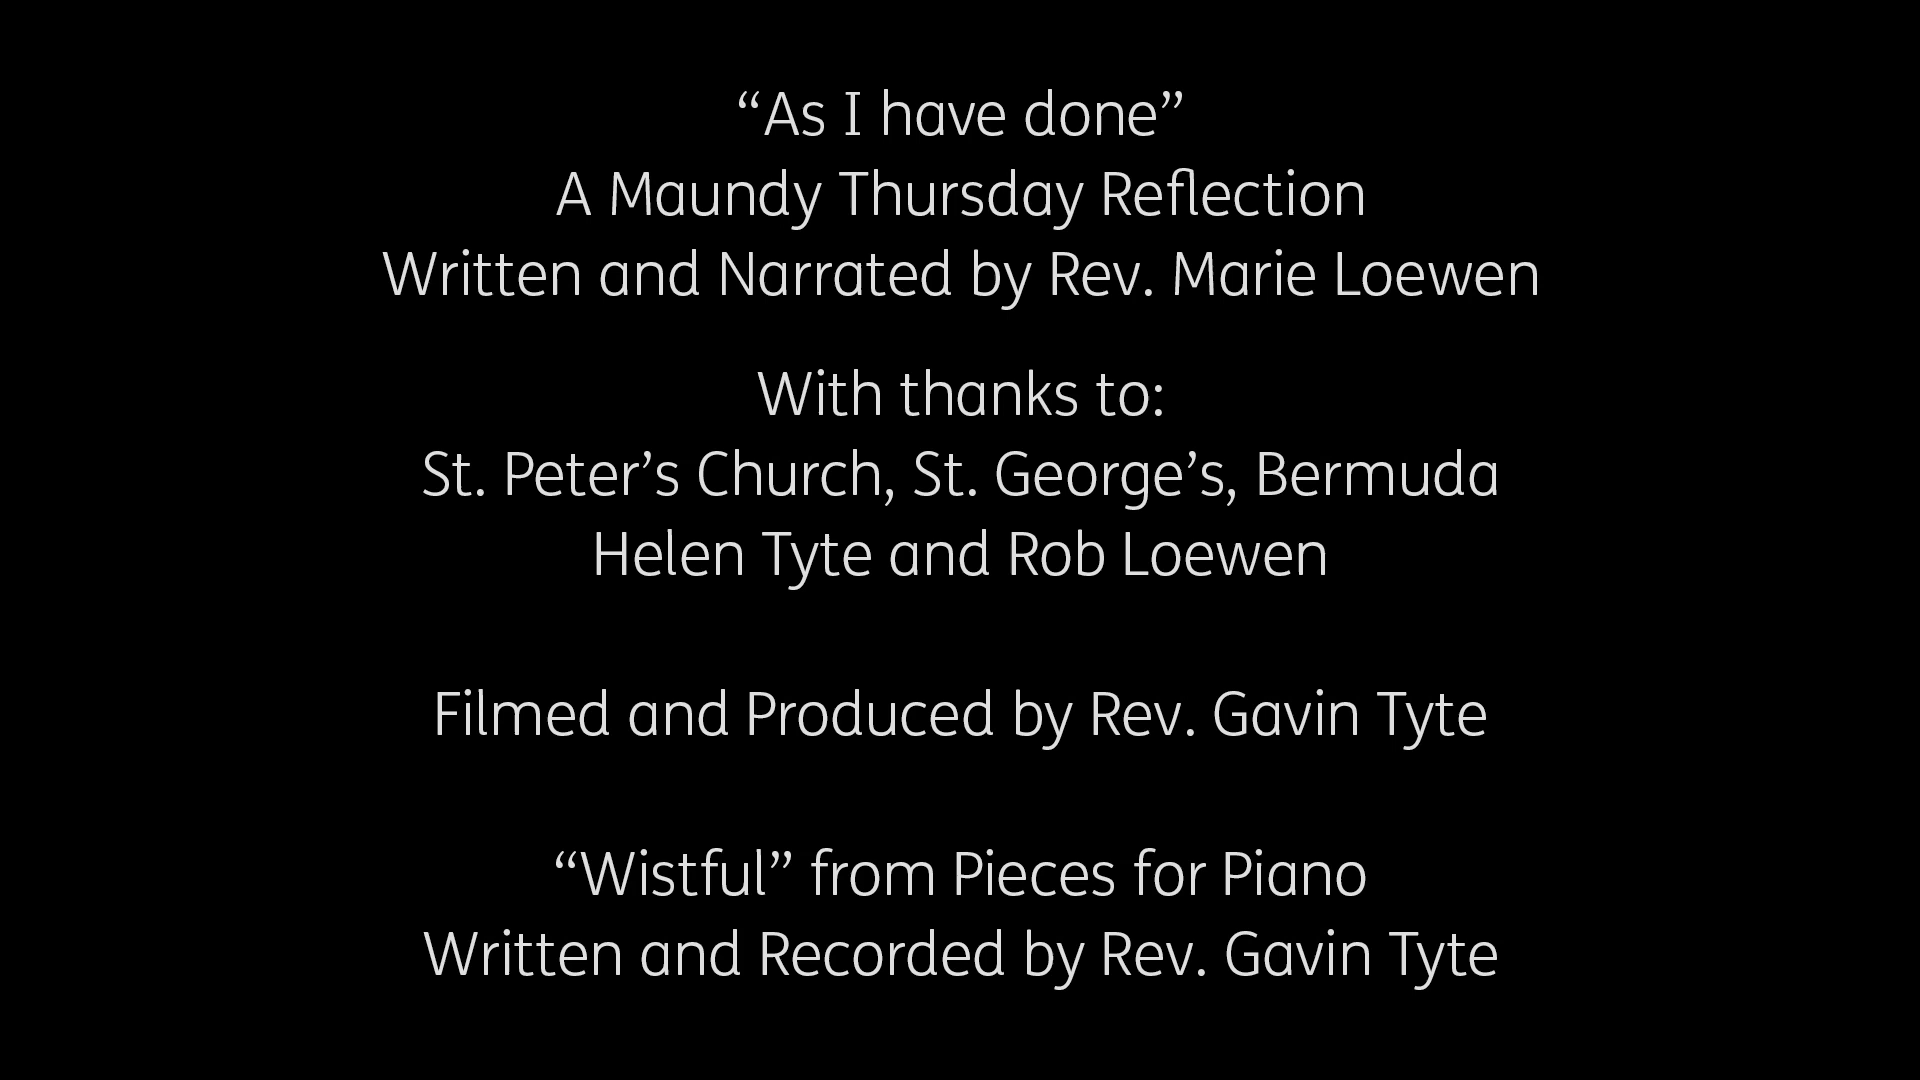 “As I have done”
A Maundy Thursday Reflection
Written and Narrated by Rev. Marie Loewen
With thanks to:
St. Peter’s Church, St. George’s, Bermuda
Helen Tyte and Rob Loewen
Filmed and Produced by Rev. Gavin Tyte
“Wistful” from Pieces for Piano
Written and Recorded by Rev. Gavin Tyte